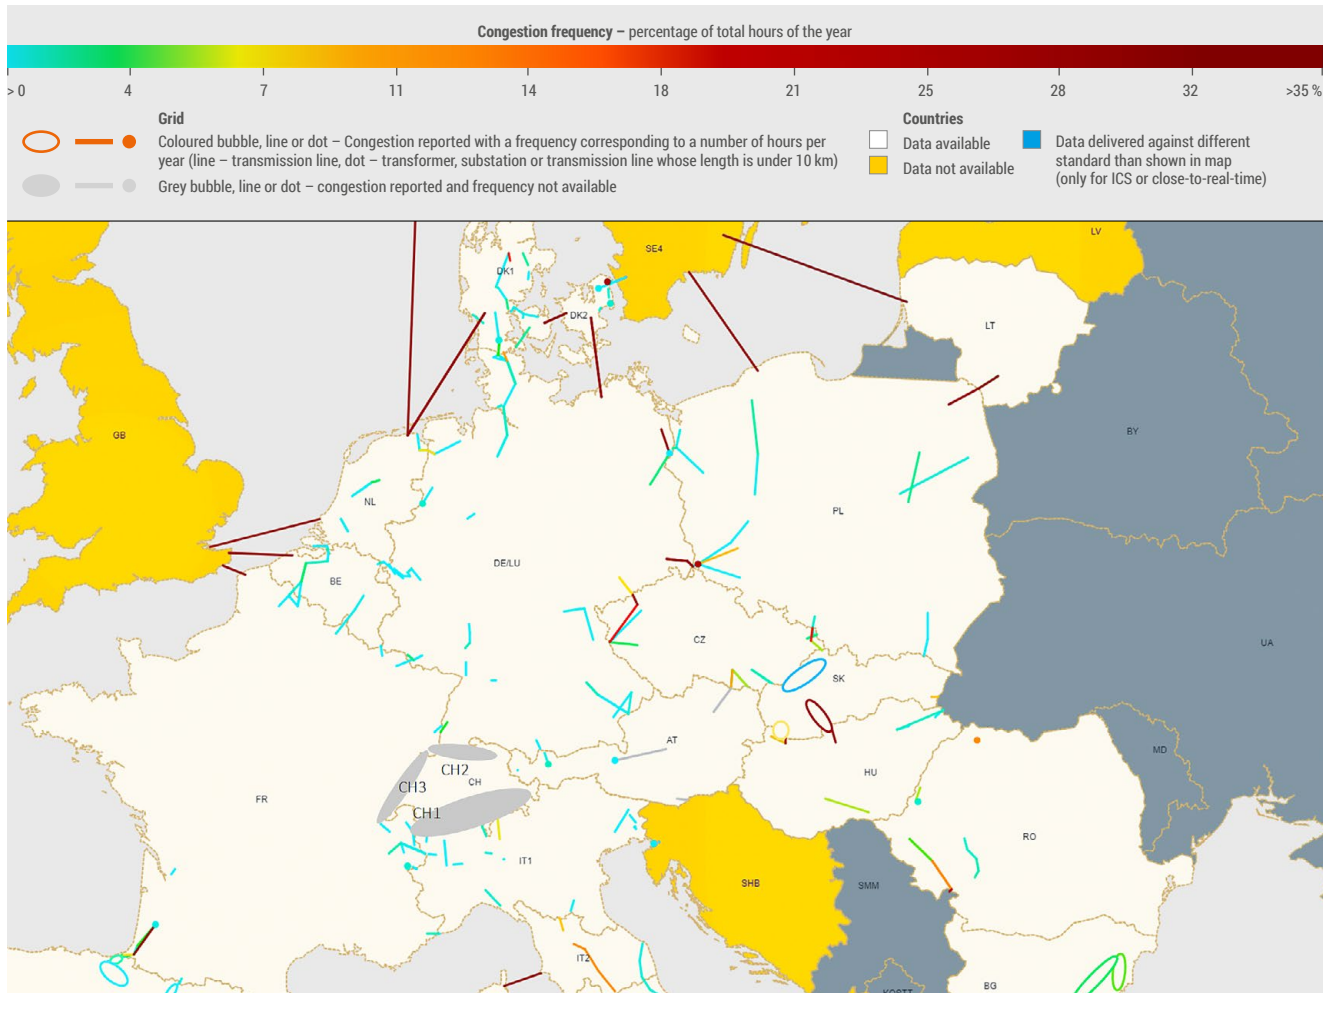 Congestion frequency – percentage of total hours of the year
> 0 4 7 11 14 18 21 25 28 32 >35 %
Grid
Coloured bubble, line or dot – Congestion reported with a frequency corresponding to a number of hours per
year (line – transmission line, dot – transformer, substation or transmission line whose length is under 10 km)
Grey bubble, line or dot – congestion reported and frequency not available
Countries
Data available
Data not available
Data delivered against different
standard than shown in map
(only for ICS or close-to-real-time)
LV
SE4
DK1
DK2
LT
GB
BY
NL
PL
DE/LU
BE
CZ
UA
SK
AT
MD
CH2
HU
CH
CH3
FR
CH1
RO
IT1
SHB
SMM
IT2
BG
KOSTT